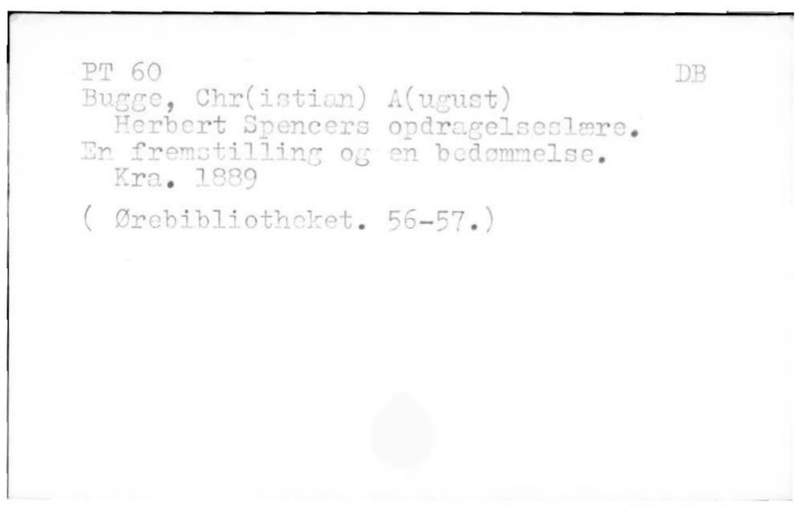 PT 60 DB
Bugge, Chr(istian) A(ugust)
Herbert Spencers opdragelseslære.
En fremstilling og en bedømmelse.
Kra. 1889
( Ørebibliotheket. 56-57.)